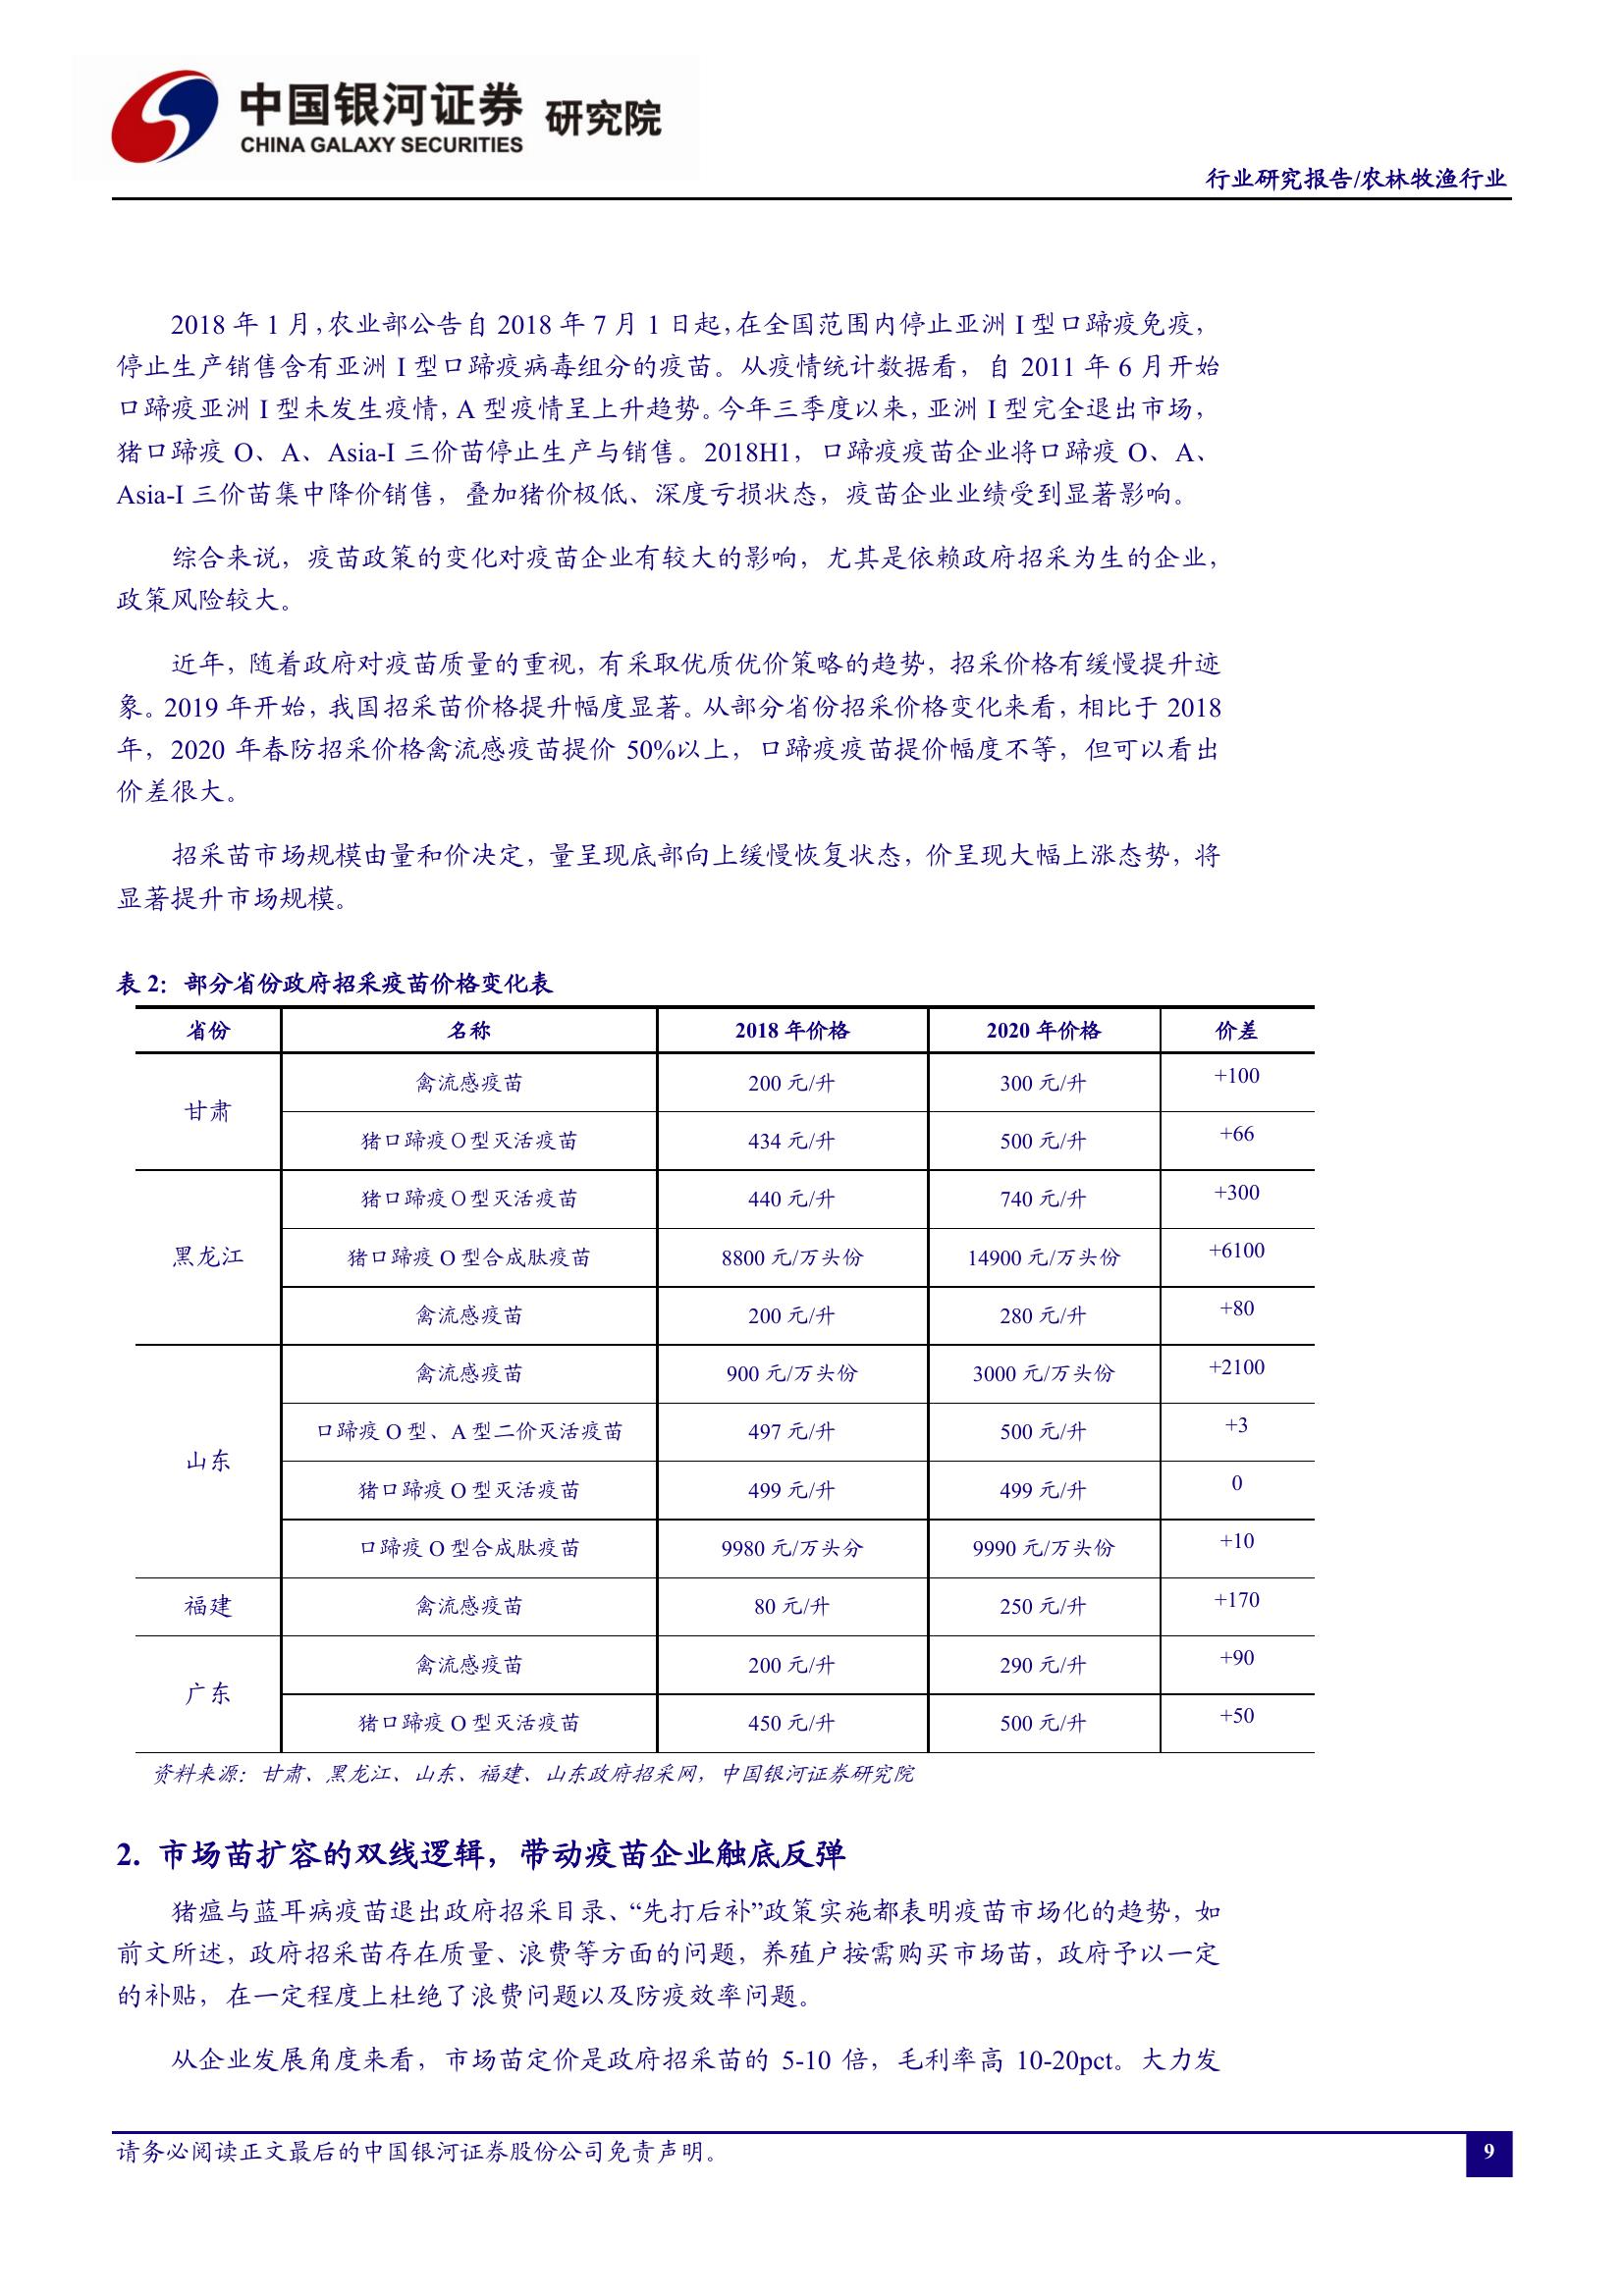 中国银河证券 研究院
CHINA GALAXY SECURITIES
行业研究报告/农林牧渔行业
2018 年 1 月，农业部公告自 2018 年 7 月 1 日起，在全国范围内停止亚洲 I 型口蹄疫免疫，
停止生产销售含有亚洲 I 型口蹄疫病毒组分的疫苗。从疫情统计数据看，自 2011 年 6 月开始
口蹄疫亚洲 I 型未发生疫情，A 型疫情呈上升趋势。今年三季度以来，亚洲 I 型完全退出市场，
猪口蹄疫 O、A、Asia-I 三价苗停止生产与销售。2018H1，口蹄疫疫苗企业将口蹄疫 O、A、
Asia-I 三价苗集中降价销售，叠加猪价极低、深度亏损状态，疫苗企业业绩受到显著影响。
综合来说，疫苗政策的变化对疫苗企业有较大的影响，尤其是依赖政府招采为生的企业，
政策风险较大。
近年，随着政府对疫苗质量的重视，有采取优质优价策略的趋势，招采价格有缓慢提升迹
象。2019 年开始，我国招采苗价格提升幅度显著。从部分省份招采价格变化来看，相比于 2018
年，2020 年春防招采价格禽流感疫苗提价 50%以上，口蹄疫疫苗提价幅度不等，但可以看出
价差很大。
招采苗市场规模由量和价决定，量呈现底部向上缓慢恢复状态，价呈现大幅上涨态势，将
显著提升市场规模。
表 2：部分省份政府招采疫苗价格变化表
省份 名称 2018 年价格 2020 年价格 价差
甘肃 禽流感疫苗 200 元/升 300 元/升 +100
猪口蹄疫O型灭活疫苗 434 元/升 500 元/升 +66
黑龙江 猪口蹄疫O型灭活疫苗 440 元/升 740 元/升 +300
猪口蹄疫 O 型合成肽疫苗 8800 元/万头份 14900 元/万头份 +6100
禽流感疫苗 200 元/升 280 元/升 +80
山东 禽流感疫苗 900 元/万头份 3000 元/万头份 +2100
口蹄疫 O 型、A 型二价灭活疫苗 497 元/升 500 元/升 +3
猪口蹄疫 O 型灭活疫苗 499 元/升 499 元/升 0
口蹄疫 O 型合成肽疫苗 9980 元/万头分 9990 元/万头份 +10
福建 禽流感疫苗 80 元/升 250 元/升 +170
广东 禽流感疫苗 200 元/升 290 元/升 +90
猪口蹄疫 O 型灭活疫苗 450 元/升 500 元/升 +50
资料来源：甘肃、黑龙江、山东、福建、山东政府招采网，中国银河证券研究院
2. 市场苗扩容的双线逻辑，带动疫苗企业触底反弹
猪瘟与蓝耳病疫苗退出政府招采目录、“先打后补”政策实施都表明疫苗市场化的趋势，如
前文所述，政府招采苗存在质量、浪费等方面的问题，养殖户按需购买市场苗，政府予以一定
的补贴，在一定程度上杜绝了浪费问题以及防疫效率问题。
从企业发展角度来看，市场苗定价是政府招采苗的 5-10 倍，毛利率高 10-20pct。大力发
请务必阅读正文最后的中国银河证券股份公司免责声明。
9